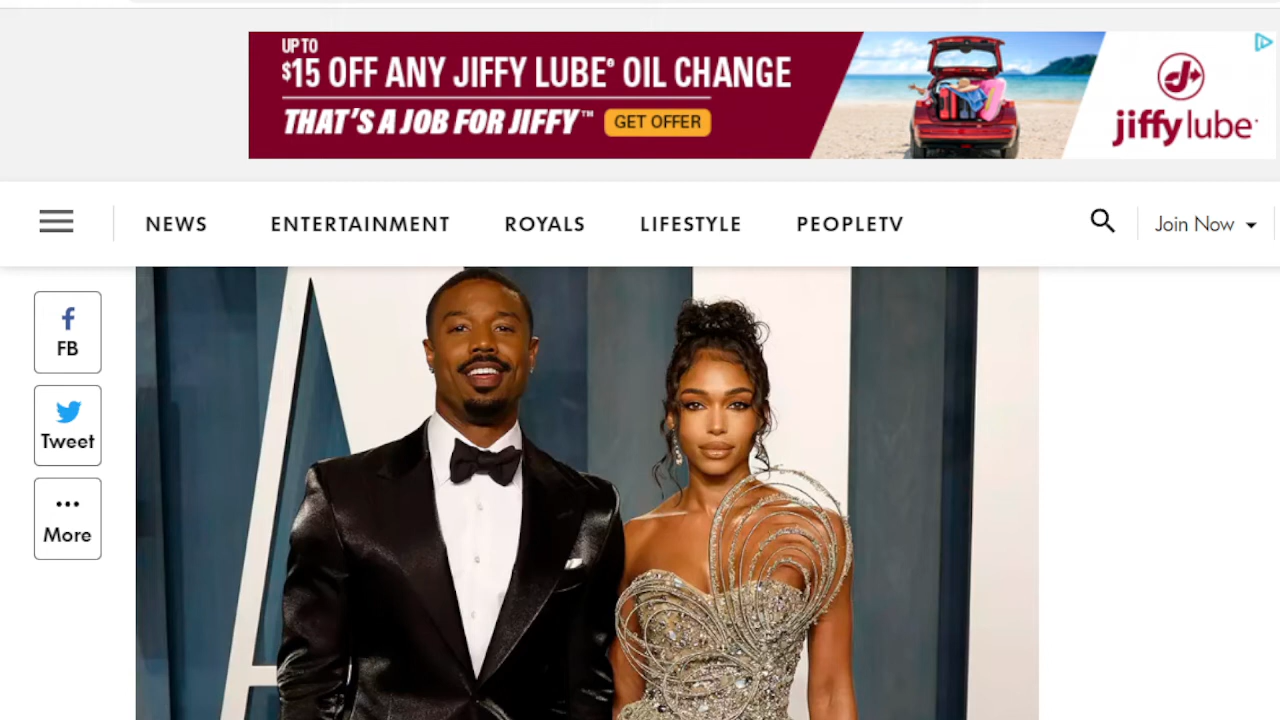 UP TO
$15 OFF ANY JIFFY LUBE® OIL CHANGE
THAT'S A JOB FOR JIFFY™ GET OFFER
jiffy lube
NEWS ENTERTAINMENT ROYALS LIFESTYLE PEOPLETV Join Now
FB
Tweet
More